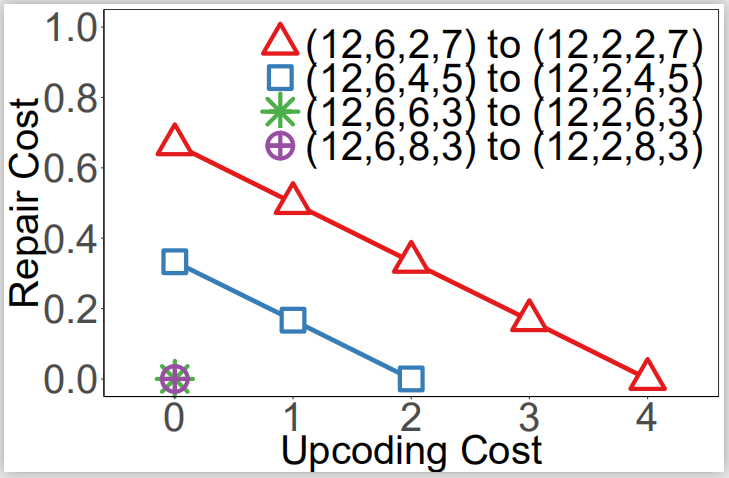 (12,6,2,7) to (12,2,2,7)
(12,6,4,5) to (12,2,4,5)
(12,6,6,3) to (12,2,6,3)
(12,6,8,3) to (12,2,8,3)
Repair Cost
1.0
0.8
0.6
0.4
0.2
0.0
0 1 2 3 4
Upcoding Cost